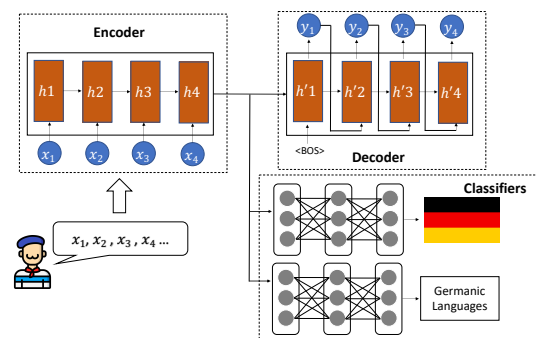 Encoder
h1 h2 h3 h4
x₁ x₂ x₃ x₄
y₁ y₂ y₃ y₄
h′1 h′2 h′3 h′4
<BOS>
Decoder
x₁, x₂ , x₃ , x₄ ...
Classifiers
Germanic
Languages